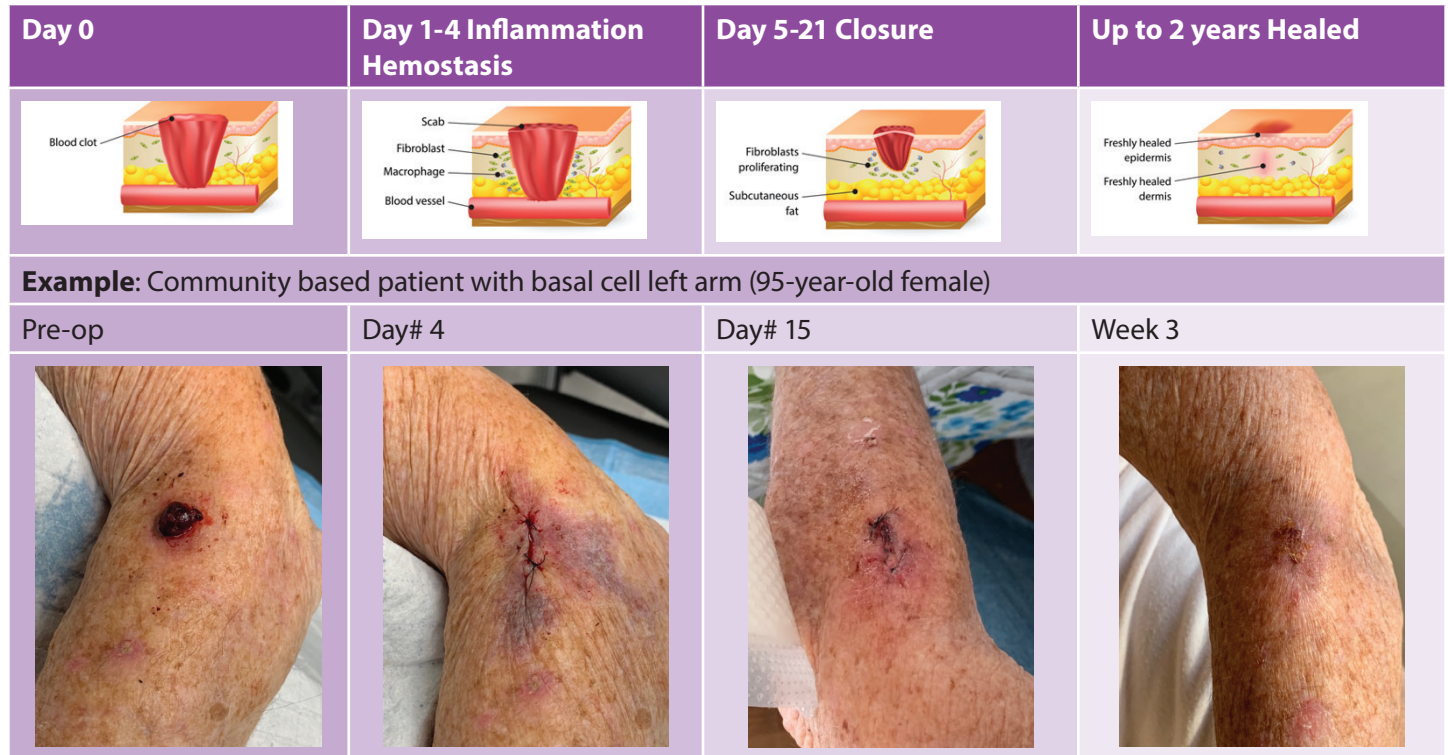 Day 0
Day 1-4 Inflammation
Hemostasis
Day 5-21 Closure
Up to 2 years Healed
Blood clot
Scab
Fibroblast
Macrophage
Blood vessel
Fibroblasts
proliferating
Subcutaneous
fat
Freshly healed
epidermis
Freshly healed
dermis
Example: Community based patient with basal cell left arm (95-year-old female)
Pre-op
Day# 4
Day# 15
Week 3